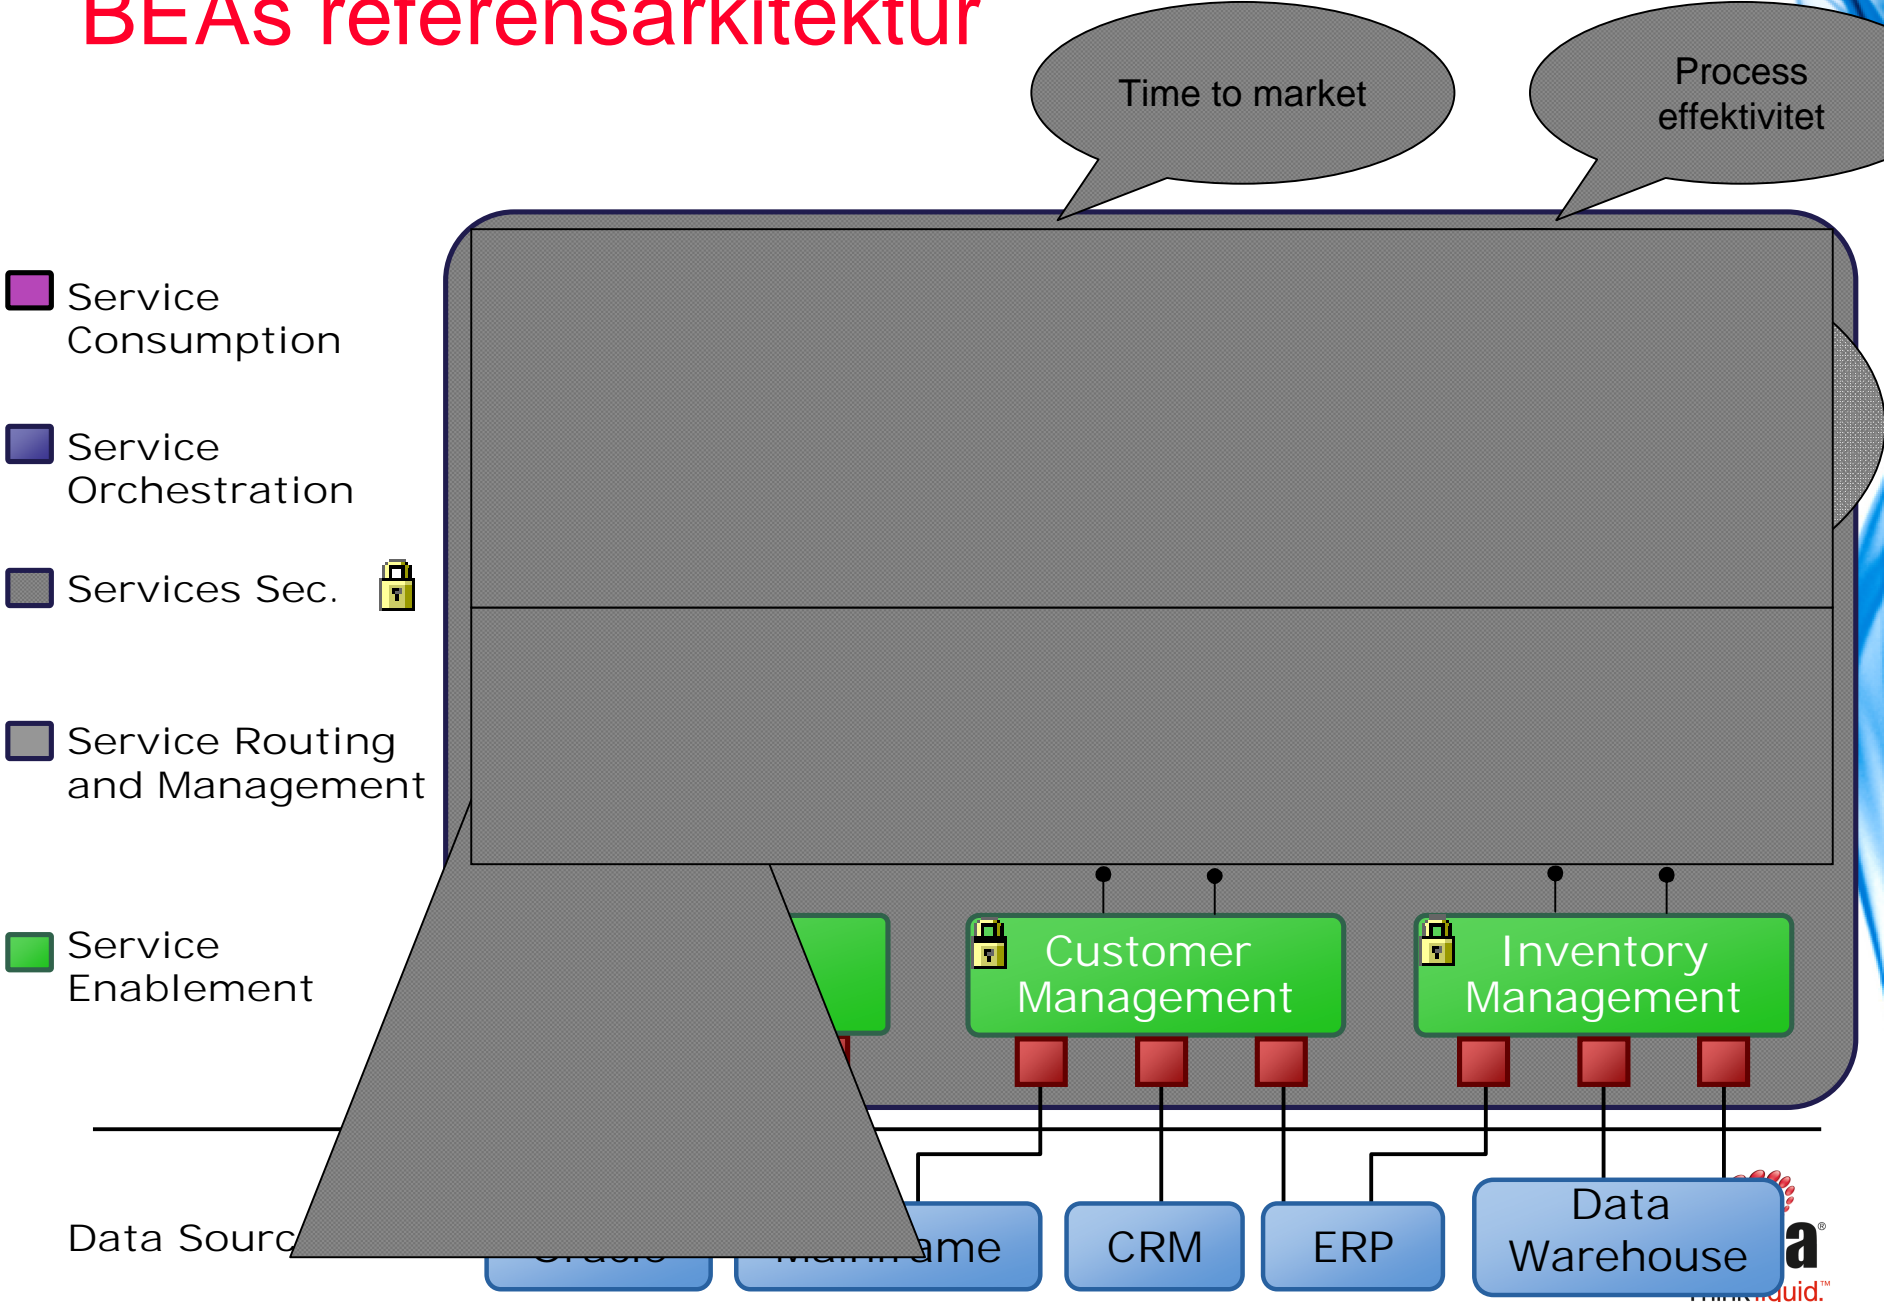 BEAs referensarkitektur
Time to market
Process
effektivitet
Service
Consumption
Service
Orchestration
Services Sec.
Service Routing
and Management
Service
Enablement
Customer
Management
Inventory
Management
Data
Warehouse
CRM
ERP